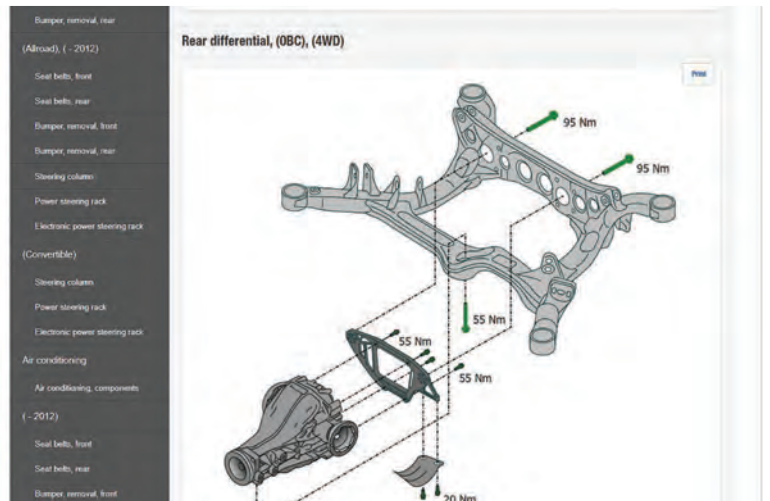 Bumper, removal, rear
(Allroad), ( - 2012)
Seat belts, front
Seat belts, rear
Bumper, removal, front
Bumper, removal, rear
Steering column
Power steering rack
Electronic power steering rack
(Convertible)
Steering column
Power steering rack
Electronic power steering rack
Air conditioning
Air conditioning, components
( - 2012)
Seat belts, front
Seat belts, rear
Bumper, removal, front
Rear differential, (0BC), (4WD)
Print
95 Nm
95 Nm
55 Nm
55 Nm
55 Nm
20 Nm